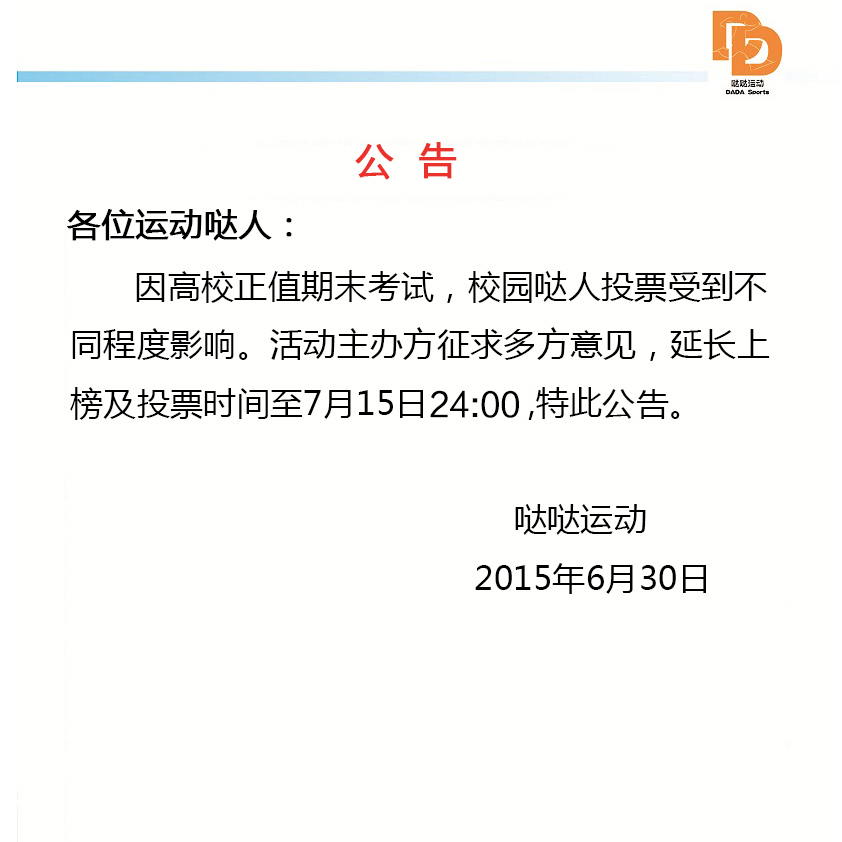 哒哒运动
DADA Sports
公 告
各位运动哒人：
因高校正值期末考试，校园哒人投票受到不
同程度影响。活动主办方征求多方意见，延长上
榜及投票时间至7月15日24:00 ,特此公告。
哒哒运动
2015年6月30日